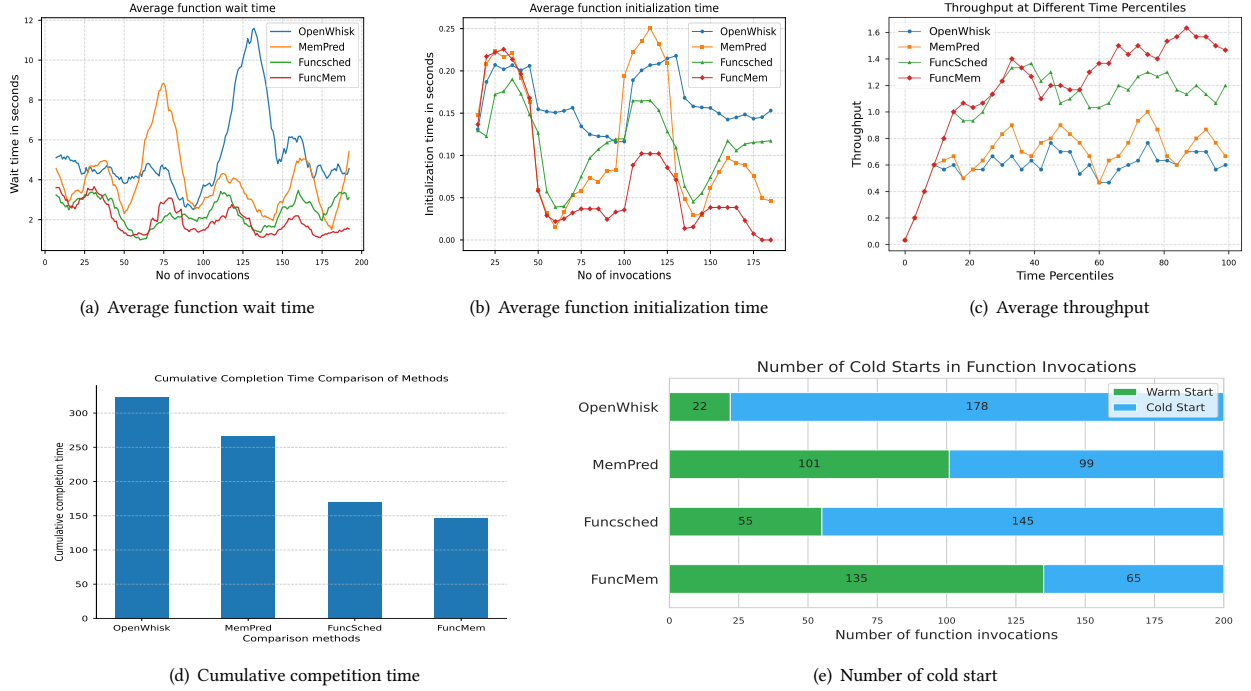 Average function wait time
12
10
8
6
4
2
Wait time in seconds
0 25 50 75 100 125 150 175 200
No of invocations
OpenWhisk
MemPred
Funcsched
FuncMem
(a) Average function wait time
Average function initialization time
0.25
0.20
0.15
0.10
0.05
0.00
Initialization time in seconds
25 50 75 100 125 150 175
No of invocations
OpenWhisk
MemPred
Funcsched
FuncMem
(b) Average function initialization time
Throughput at Different Time Percentiles
1.6
1.4
1.2
1.0
0.8
0.6
0.4
0.2
0.0
Throughput
0 20 40 60 80 100
Time Percentiles
OpenWhisk
MemPred
FuncSched
FuncMem
(c) Average throughput
Cumulative Completion Time Comparison of Methods
300
250
200
150
100
50
0
Cumulative completion time
OpenWhisk MemPred FuncSched FuncMem
Comparison methods
(d) Cumulative competition time
Number of Cold Starts in Function Invocations
Warm Start
Cold Start
OpenWhisk 22 178
MemPred 101 99
Funcsched 55 145
FuncMem 135 65
0 25 50 75 100 125 150 175 200
Number of function invocations
(e) Number of cold start